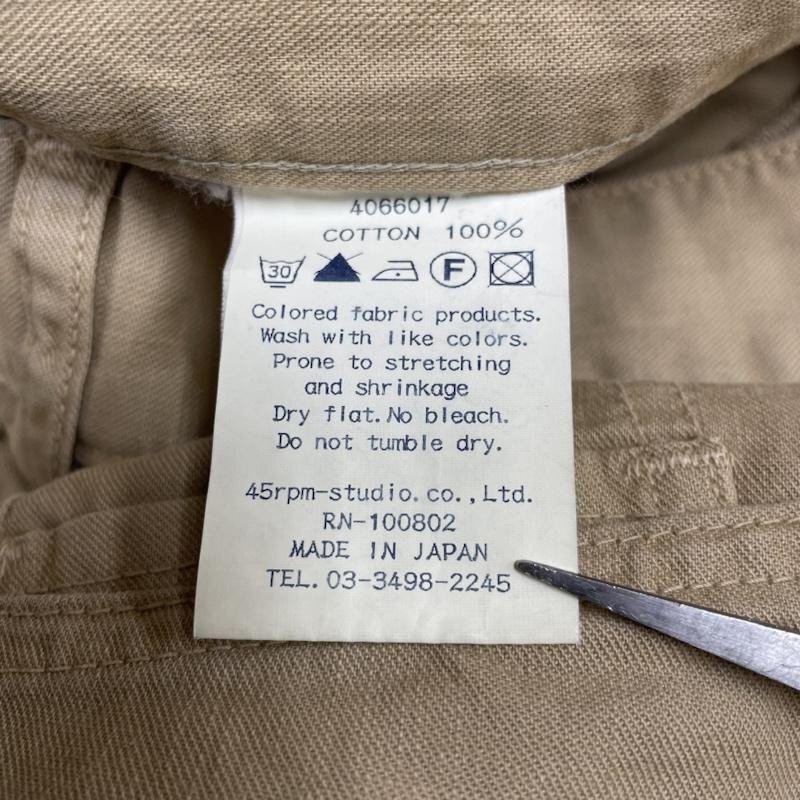 4066017
COTTON 100%
30 F
Colored fabric products.
Wash with like colors.
Prone to stretching
and shrinkage
Dry flat. No bleach.
Do not tumble dry.
45rpm-studio.co.,Ltd.
RN-100802
MADE IN JAPAN
TEL. 03-3498-2245